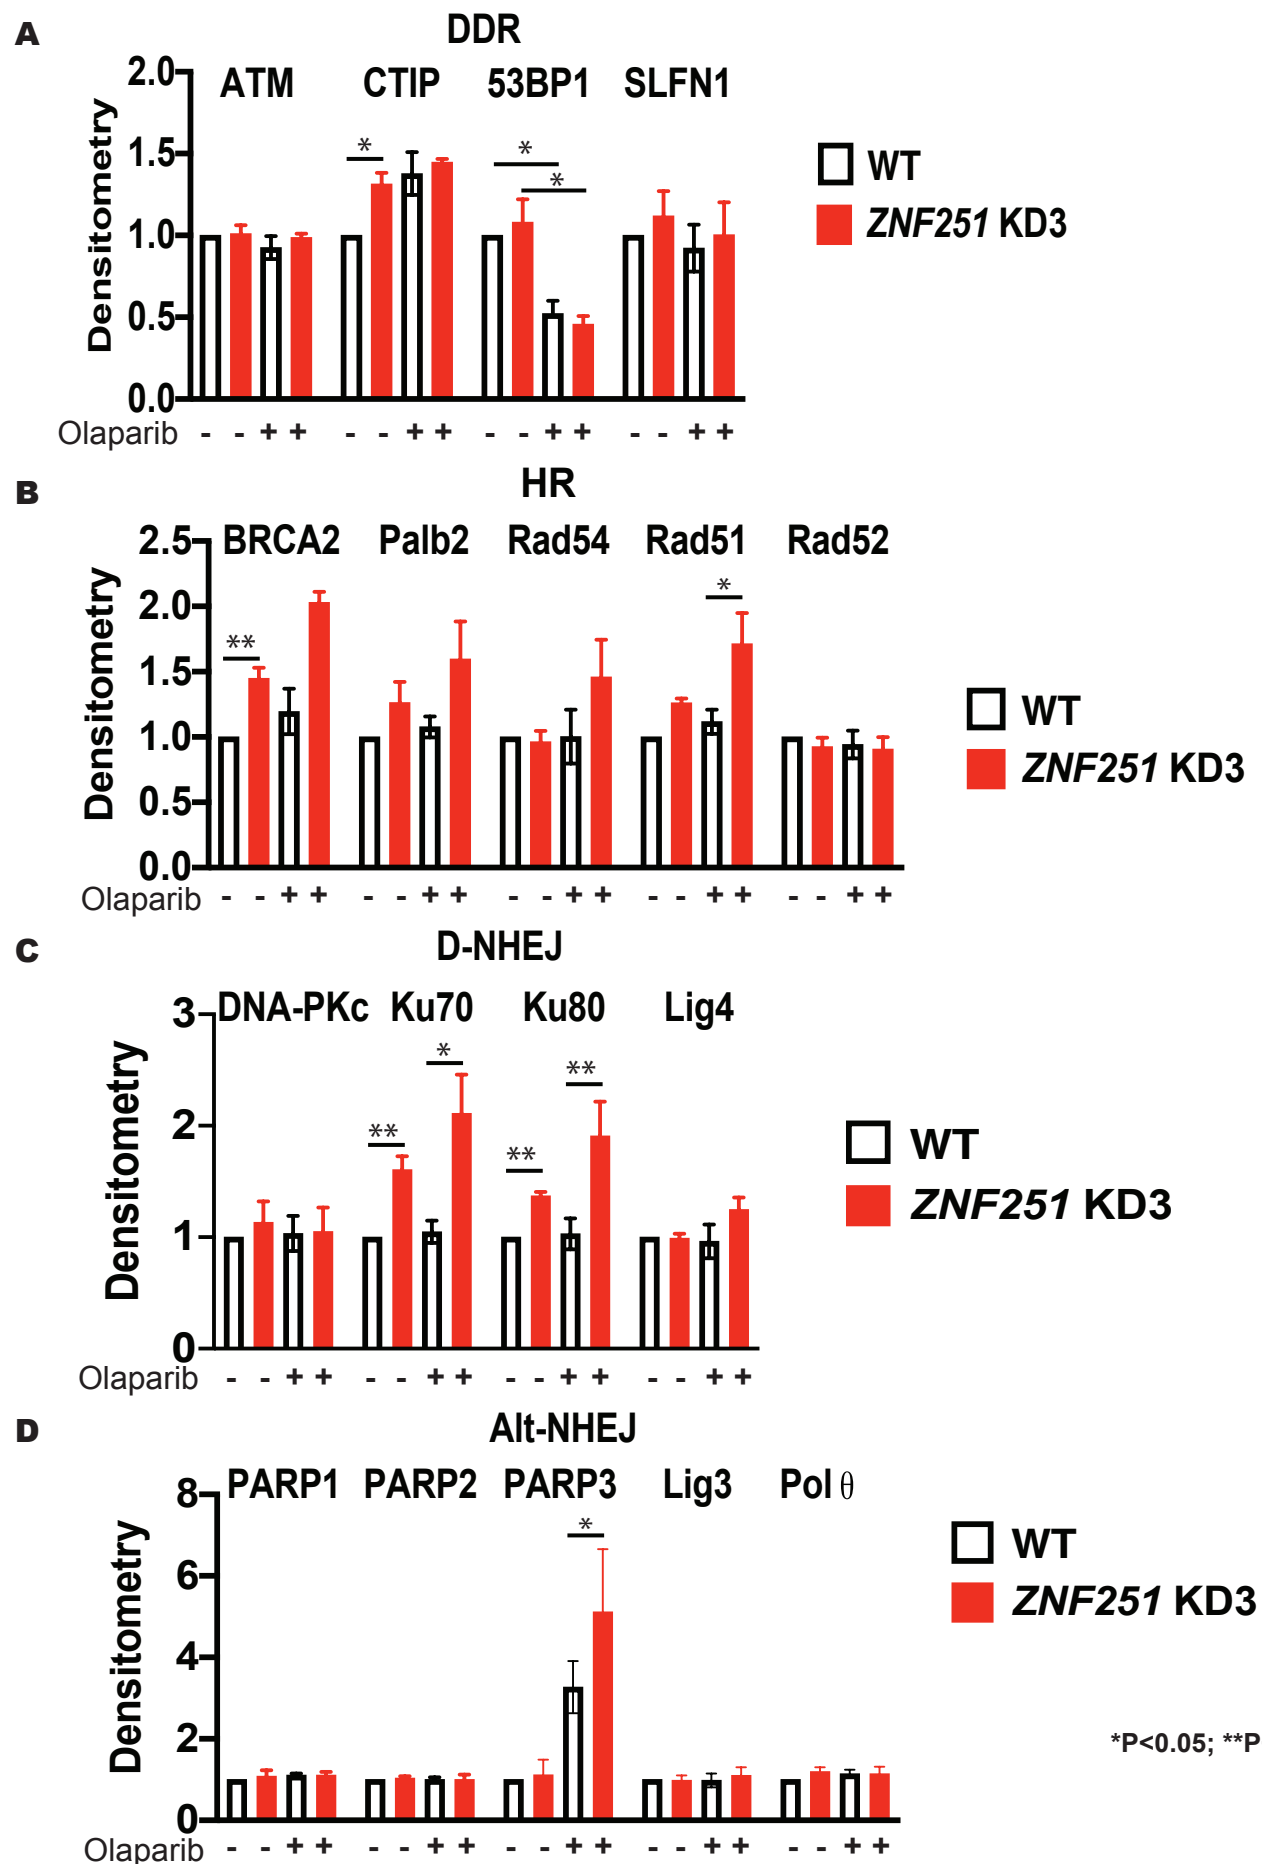 A
DDR
2.0 ATM CTIP 53BP1 SLFN1
* * *
1.5
1.0
0.5
0.0
Densitometry
WT
ZNF251 KD3
Olaparib - - + + - - + + - - + + - - + +
B
HR
2.5 BRCA2 Palb2 Rad54 Rad51 Rad52
** *
2.0
1.5
1.0
0.5
0.0
Densitometry
WT
ZNF251 KD3
Olaparib - - + + - - + + - - + + - - + + - - + +
C
D-NHEJ
3 DNA-PKc Ku70 Ku80 Lig4
** * ** **
2
1
0
Densitometry
WT
ZNF251 KD3
Olaparib - - + + - - + + - - + + - - + +
D
Alt-NHEJ
8 PARP1 PARP2 PARP3 Lig3 Pol θ
*
6
4
2
0
Densitometry
WT
ZNF251 KD3
*P<0.05; **P
Olaparib - - + + - - + + - - + + - - + + - - + +